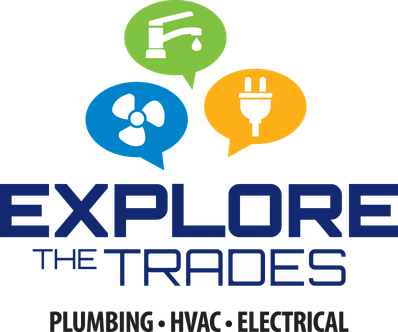 EXPLORE
THE TRADES
PLUMBING • HVAC • ELECTRICAL